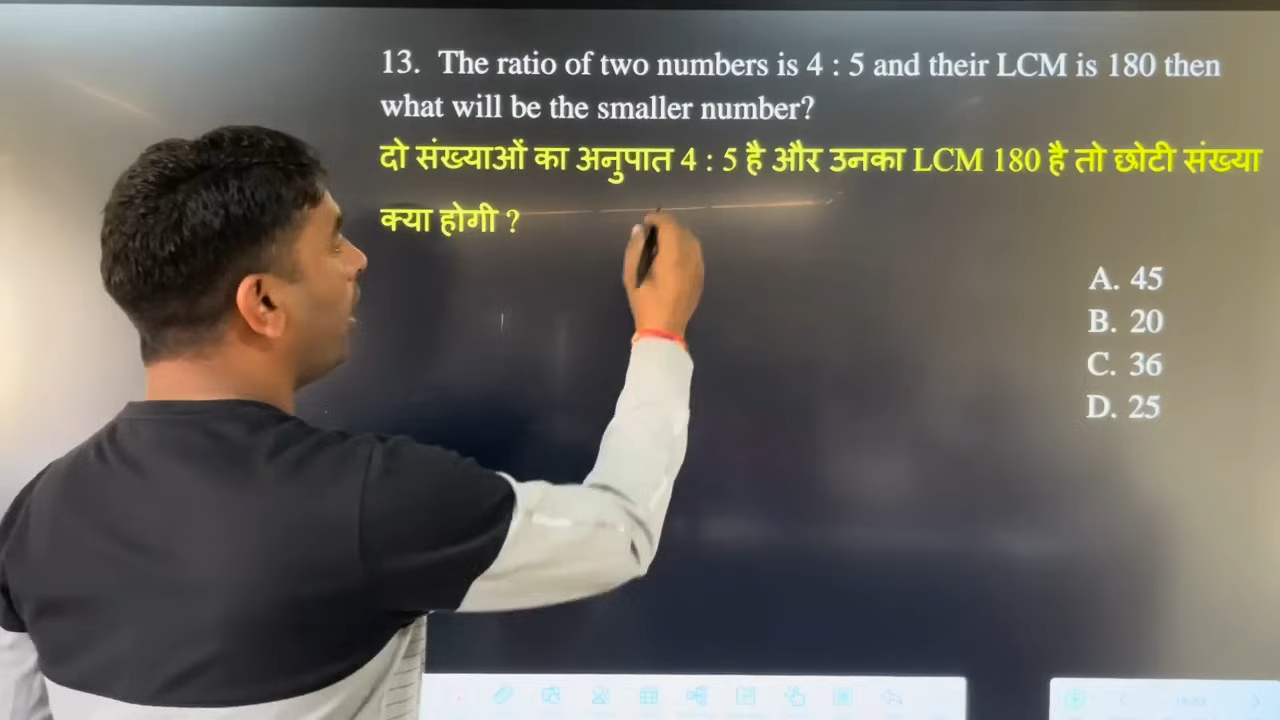 13. The ratio of two numbers is 4 : 5 and their LCM is 180 then
what will be the smaller number?
दो संख्याओं का अनुपात 4 : 5 है और उनका LCM 180 है तो छोटी संख्या
क्या होगी ?
A. 45
B. 20
C. 36
D. 25